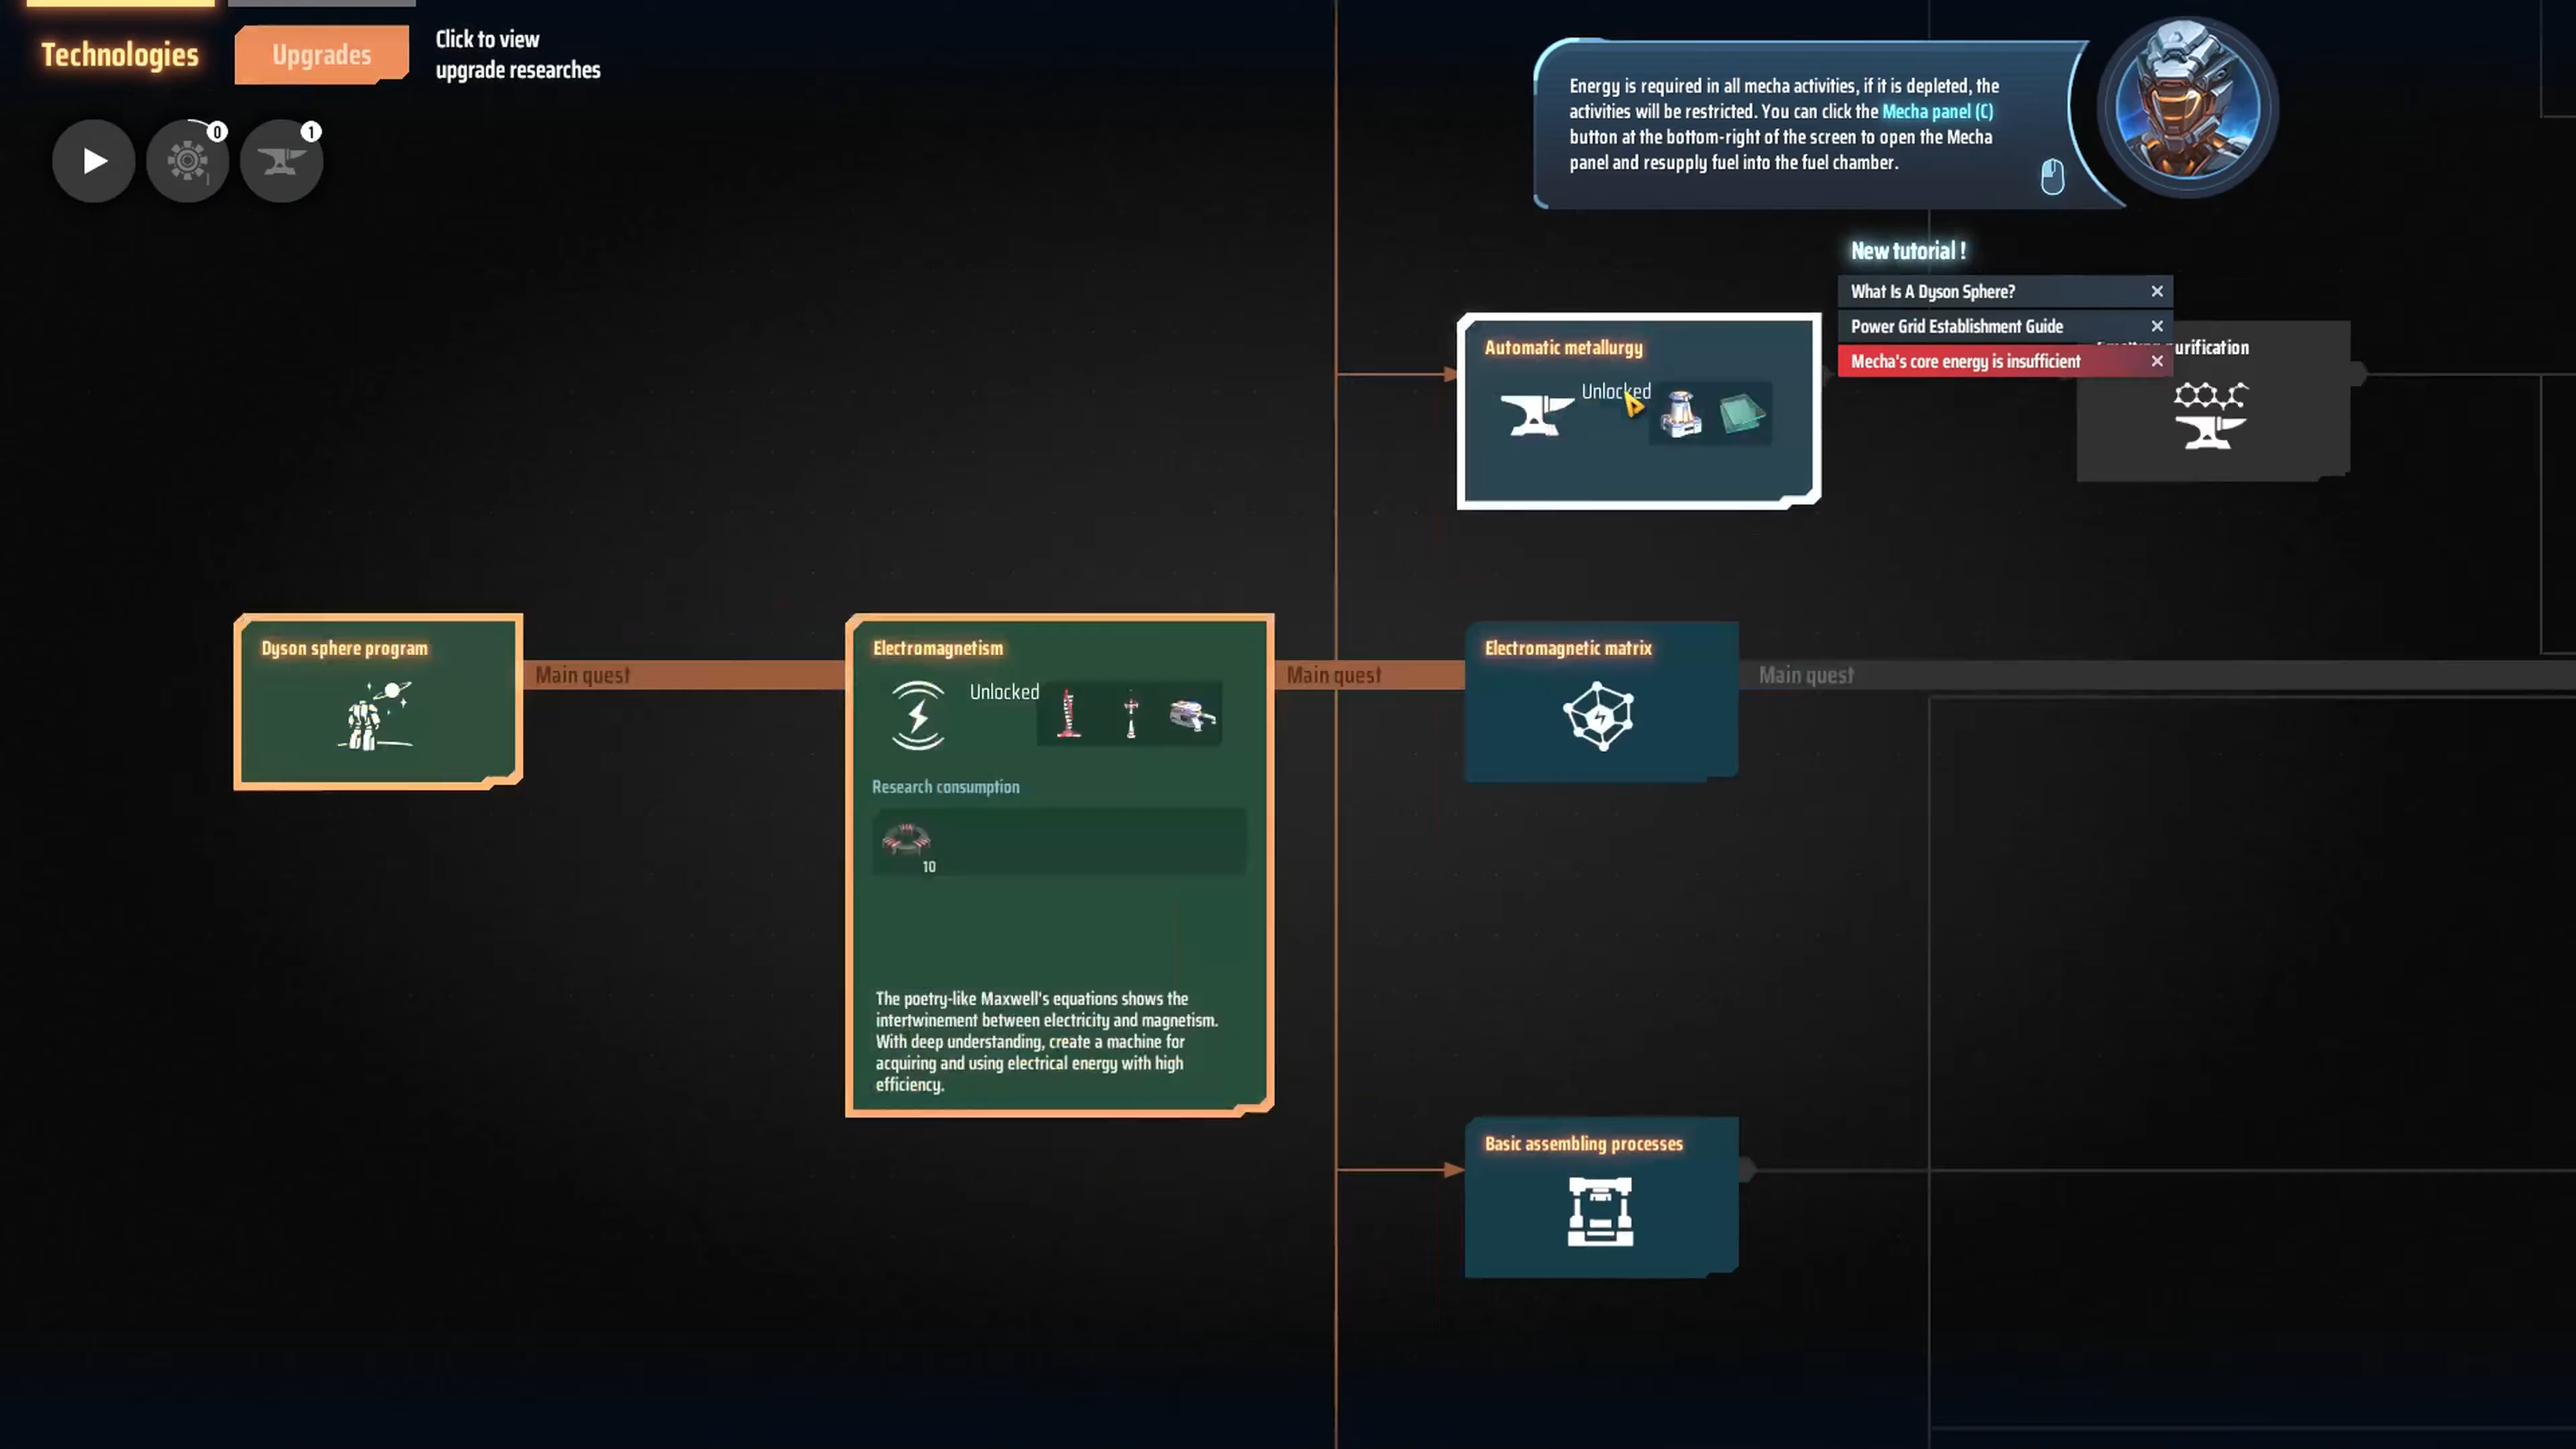 Technologies
Upgrades
Click to view
upgrade researches
0
1
Energy is required in all mecha activities, if it is depleted, the
activities will be restricted. You can click the Mecha panel (C)
button at the bottom-right of the screen to open the Mecha
panel and resupply fuel into the fuel chamber.
New tutorial !
What Is A Dyson Sphere?
Power Grid Establishment Guide
Mecha's core energy is insufficient
Automatic metallurgy
Unlocked
Dyson sphere program
Main quest
Electromagnetism
Unlocked
Research consumption
10
The poetry-like Maxwell's equations shows the
intertwinement between electricity and magnetism.
With deep understanding, create a machine for
acquiring and using electrical energy with high
efficiency.
Main quest
Electromagnetic matrix
Main quest
Basic assembling processes